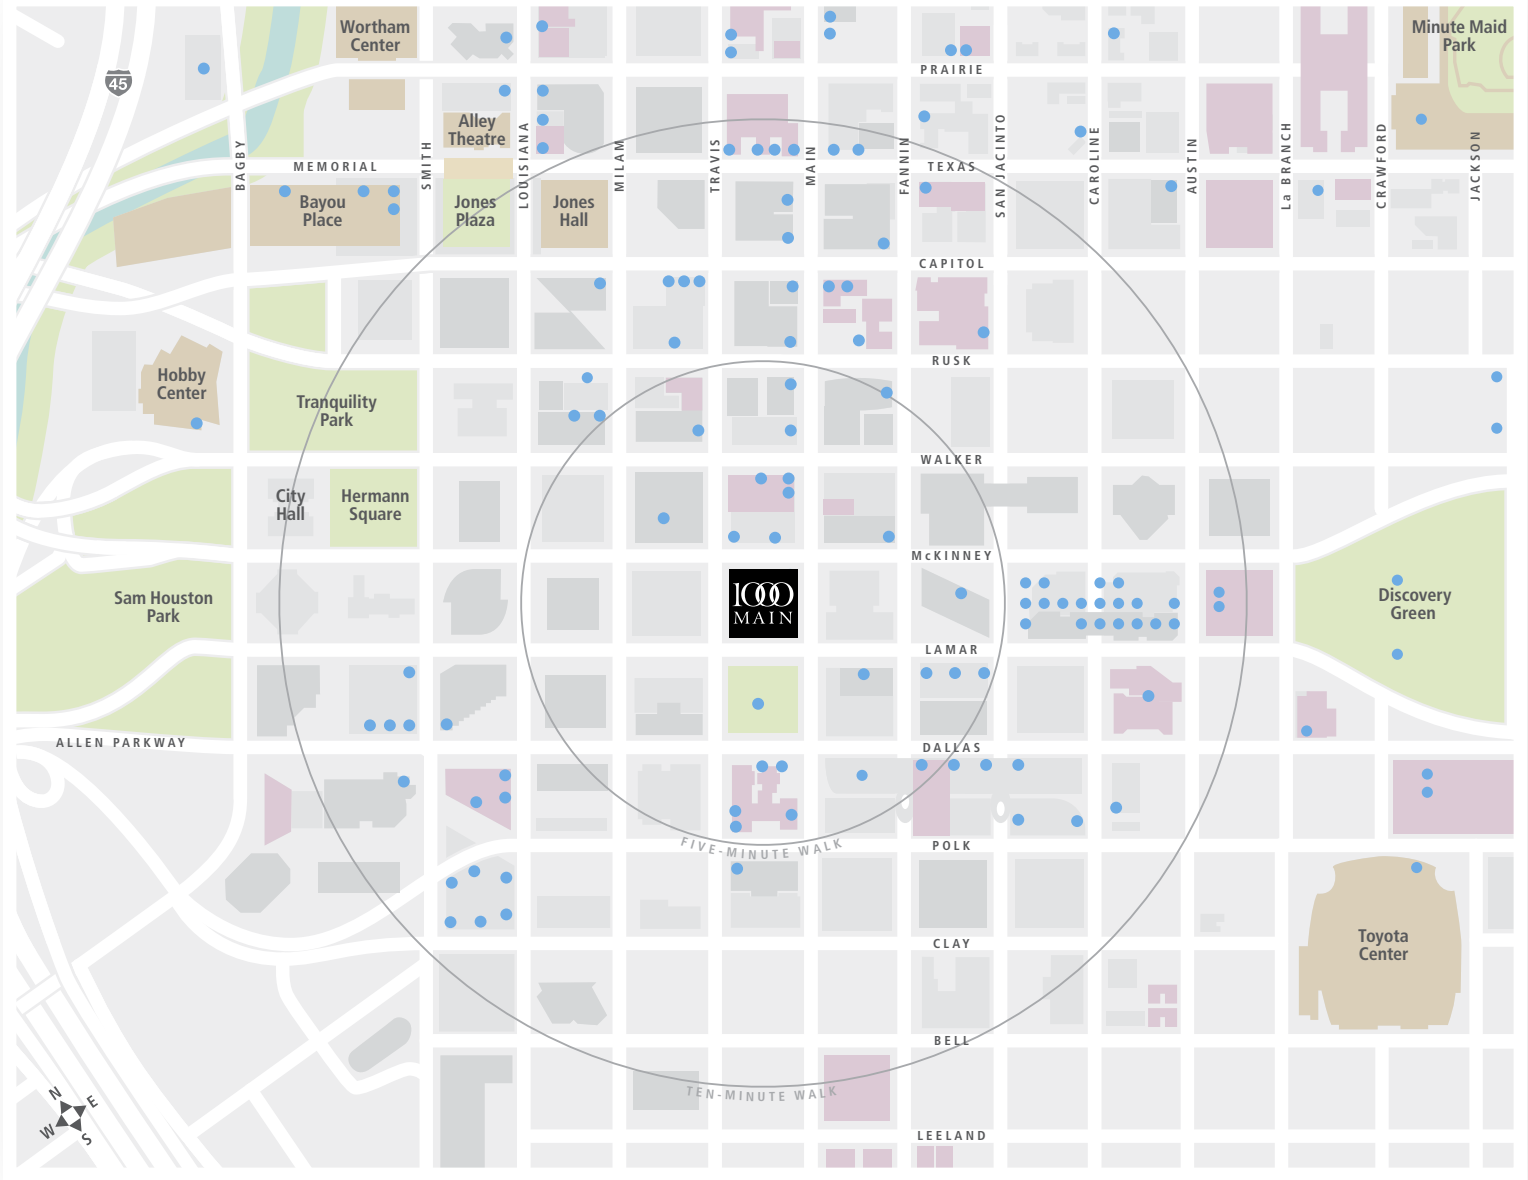 Wortham
Center
Minute Maid
Park
45
PRAIRIE
Alley
Theatre
BAGBY
SMITH
LOUISIANA
MILAM
TRAVIS
MAIN
FANNIN
SAN JACINTO
CAROLINE
AUSTIN
La BRANCH
CRAWFORD
JACKSON
MEMORIAL
TEXAS
Bayou
Place
Jones
Plaza
Jones
Hall
CAPITOL
RUSK
Hobby
Center
Tranquility
Park
WALKER
City
Hall
Hermann
Square
McKINNEY
1000
MAIN
Sam Houston
Park
Discovery
Green
LAMAR
ALLEN PARKWAY
DALLAS
FIVE-MINUTE WALK
POLK
Toyota
Center
CLAY
BELL
TEN-MINUTE WALK
N
E
W
S
LEELAND